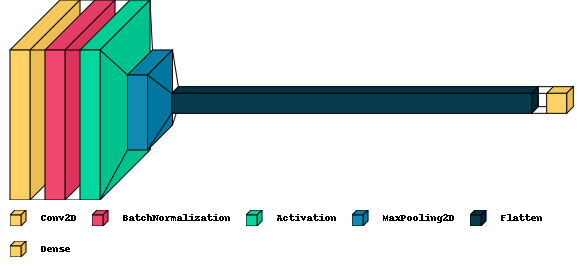 Conv2D BatchNormalization Activation MaxPooling2D Flatten
Dense